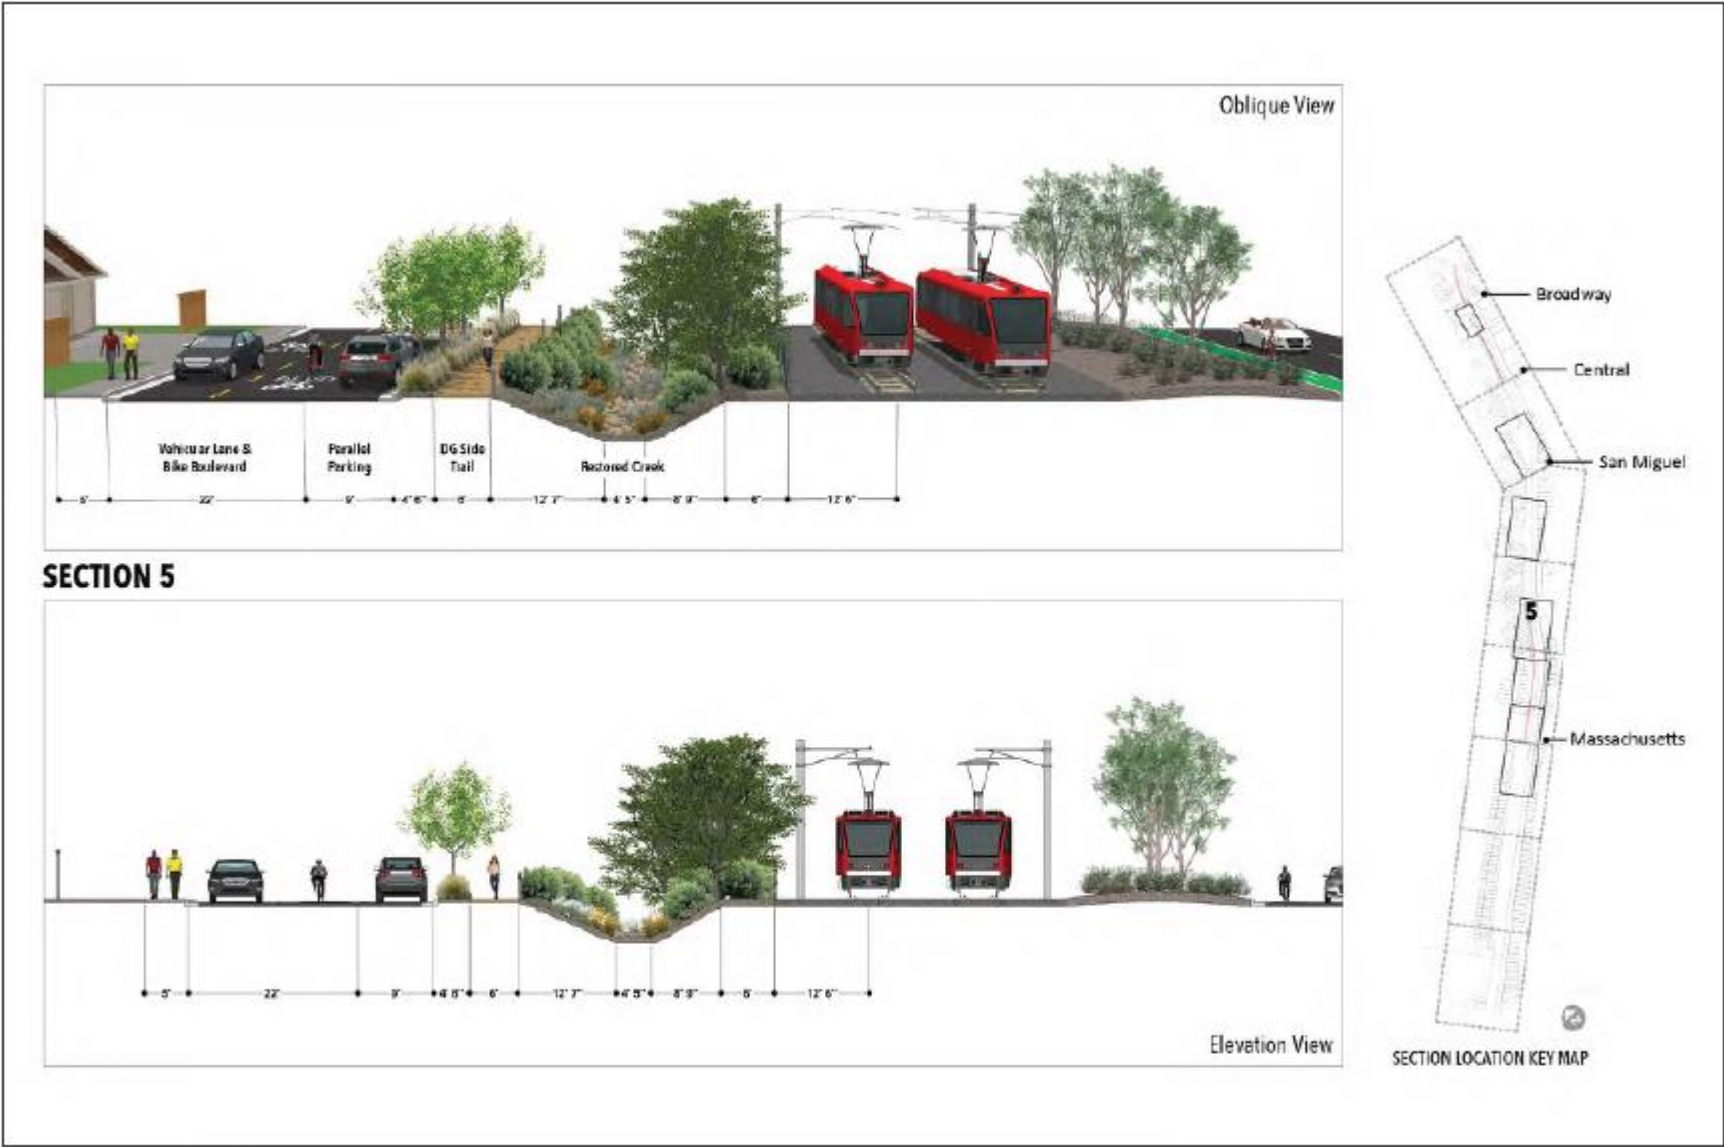 Oblique View
Vehicular Lane &
Bike Boulevard
Parallel
Parking
DG Side
Trail
Restored Creek
5'
22'
9'
4' 6"
6'
12' 7"
4' 5"
8' 9"
6'
12' 6"
SECTION 5
5'
22'
9'
4' 6"
6'
12' 7"
4' 5"
8' 9"
6'
12' 6"
Elevation View
Broadway
Central
San Miguel
5
Massachusetts
SECTION LOCATION KEY MAP